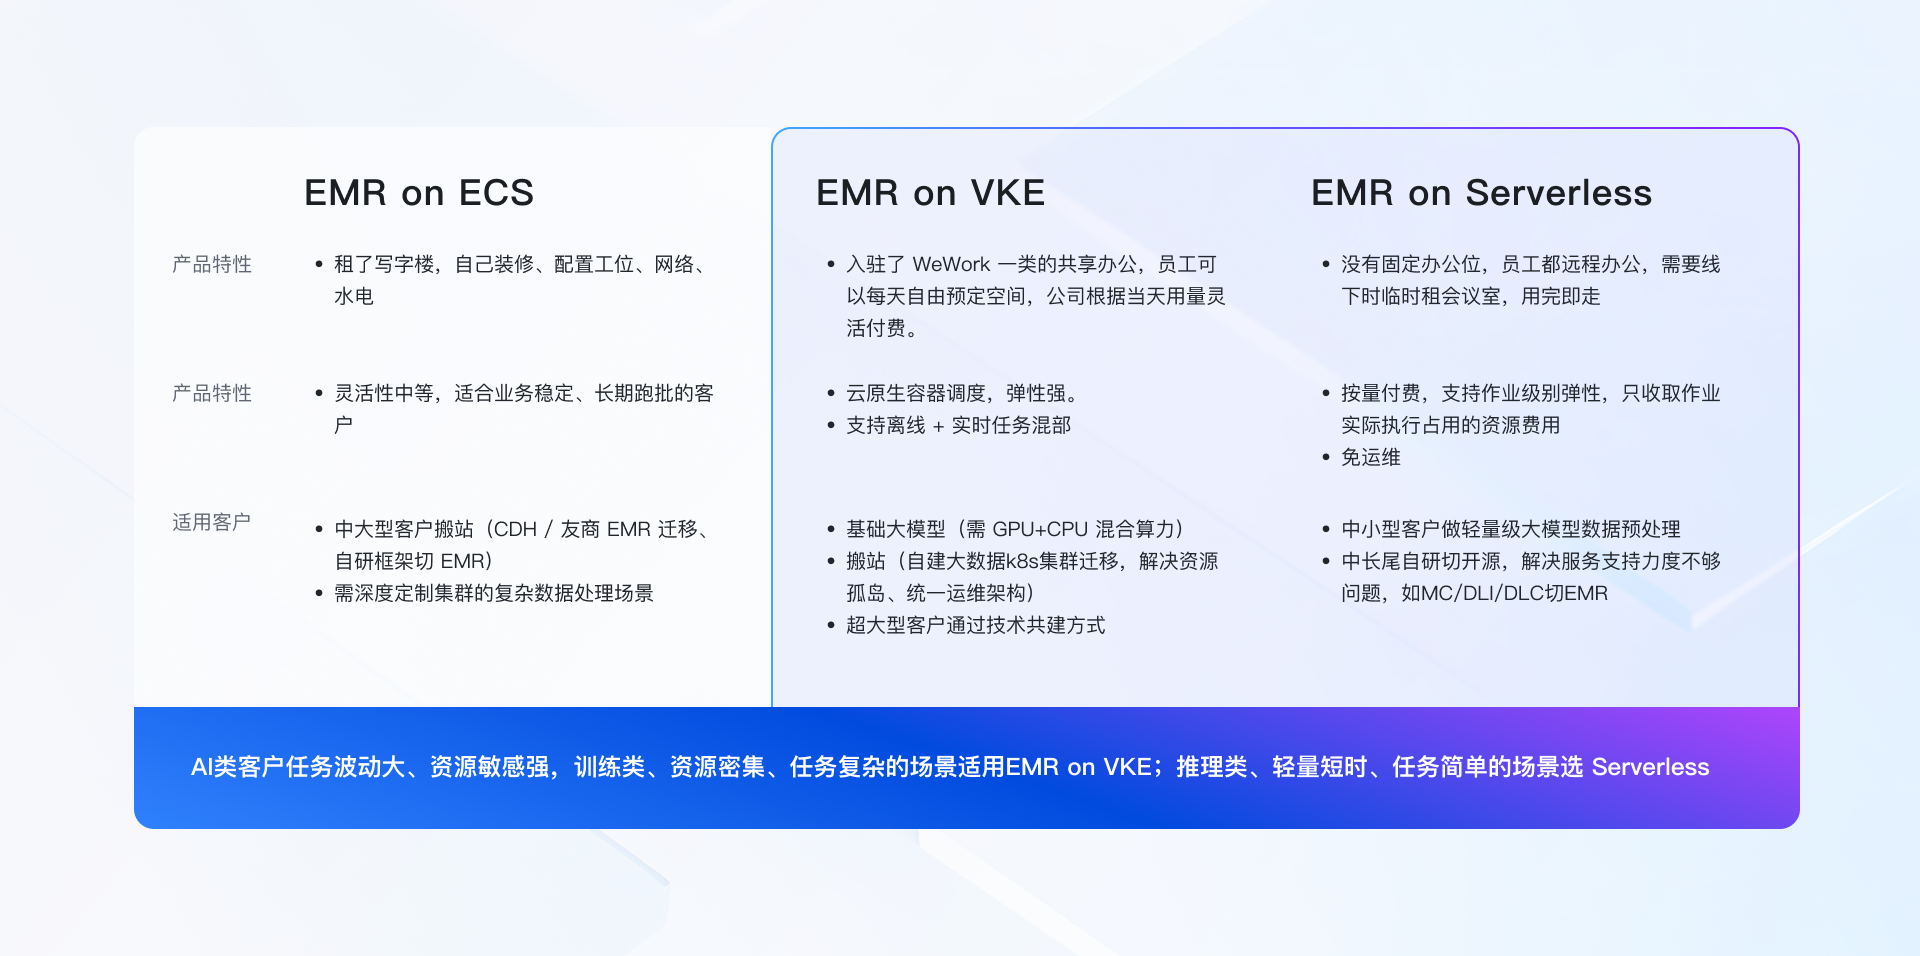 EMR on ECS
EMR on VKE
EMR on Serverless
产品特性
• 租了写字楼，自己装修、配置工位、网络、
水电
• 入驻了 WeWork 一类的共享办公，员工可
以每天自由预定空间，公司根据当天用量灵
活付费。
• 没有固定办公位，员工都远程办公，需要线
下时临时租会议室，用完即走
产品特性
• 灵活性中等，适合业务稳定、长期跑批的客
户
• 云原生容器调度，弹性强。
• 支持离线 + 实时任务混部
• 按量付费，支持作业级别弹性，只收取作业
实际执行占用的资源费用
• 免运维
适用客户
• 中大型客户搬站（CDH / 友商 EMR 迁移、
自研框架切 EMR）
• 需深度定制集群的复杂数据处理场景
• 基础大模型（需 GPU+CPU 混合算力）
• 搬站（自建大数据k8s集群迁移，解决资源
孤岛、统一运维架构）
• 超大型客户通过技术共建方式
• 中小型客户做轻量级大模型数据预处理
• 中长尾自研切开源，解决服务支持力度不够
问题，如MC/DLI/DLC切EMR
AI类客户任务波动大、资源敏感强，训练类、资源密集、任务复杂的场景适用EMR on VKE；推理类、轻量短时、任务简单的场景选 Serverless